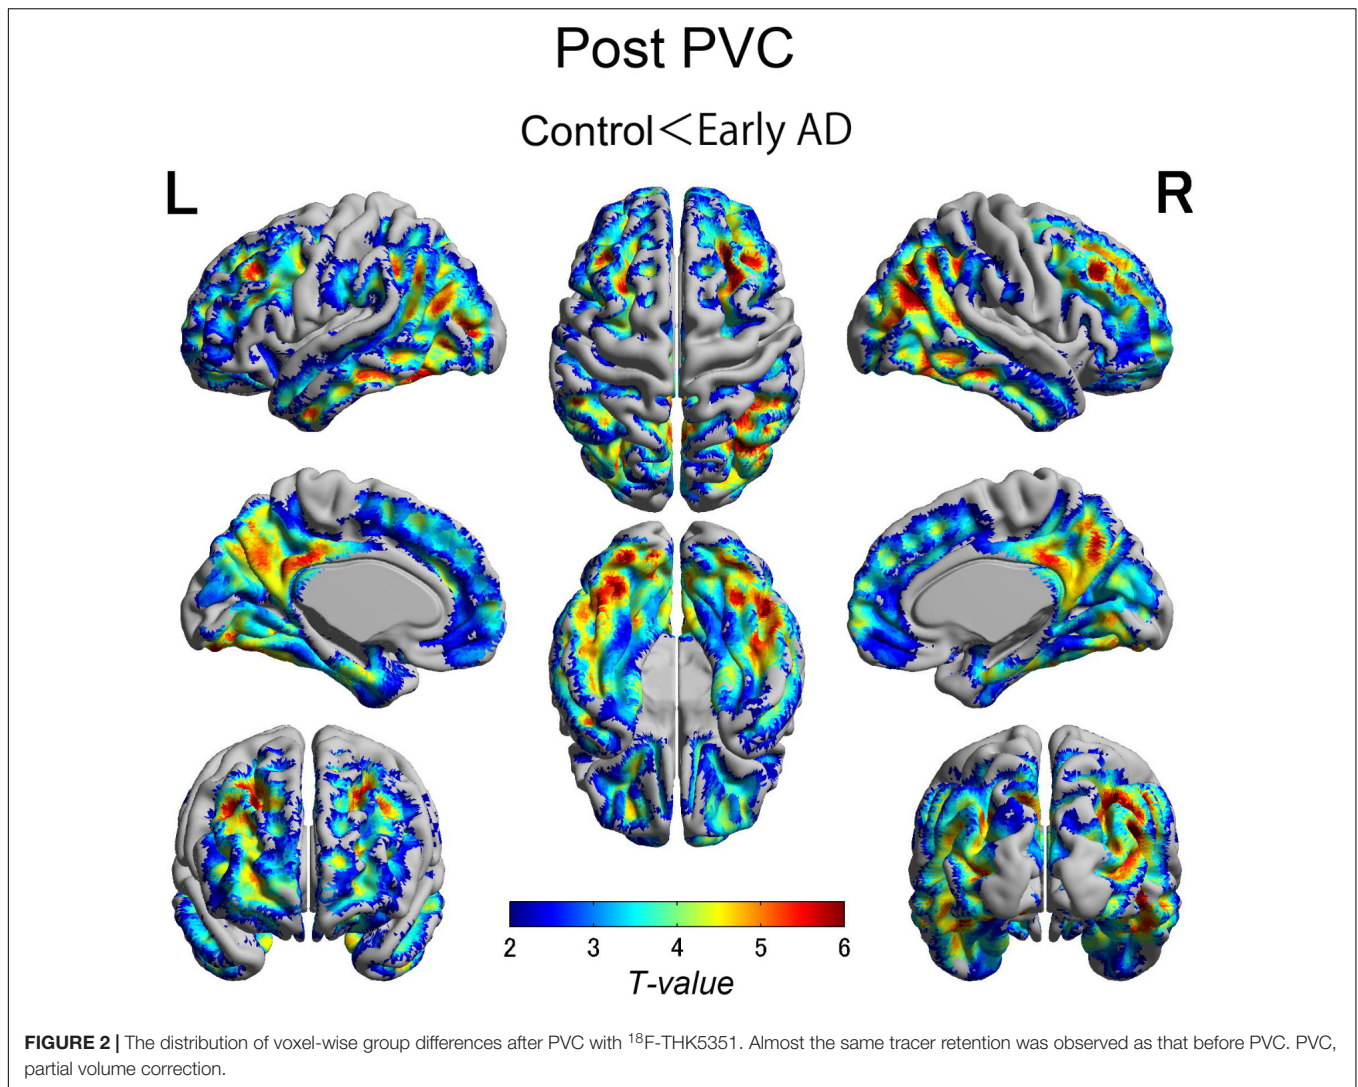 Post PVC
Control<Early AD
L
R
2 3 4 5 6
T-value
FIGURE 2 | The distribution of voxel-wise group differences after PVC with 18F-THK5351. Almost the same tracer retention was observed as that before PVC. PVC,
partial volume correction.